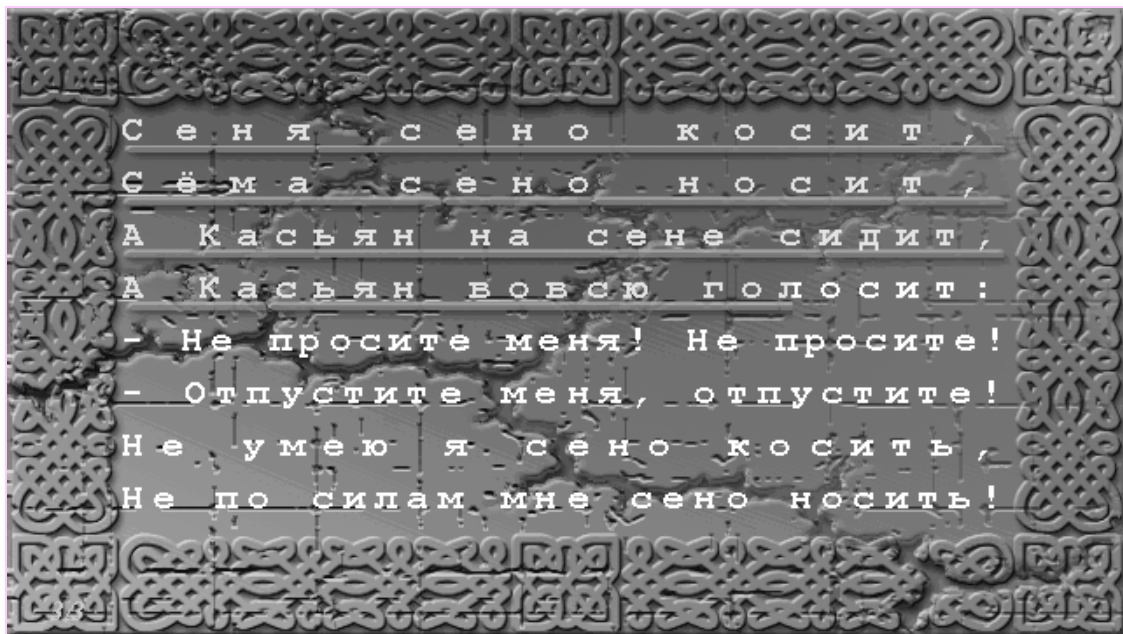 Сеня сено косит,
Сёма сено носит,
А Касьян на сене сидит,
А Касьян вовсю голосит:
- Не просите меня! Не просите!
- Отпустите меня, отпустите!
Не умею я сено косить,
Не по силам мне сено носить!
33